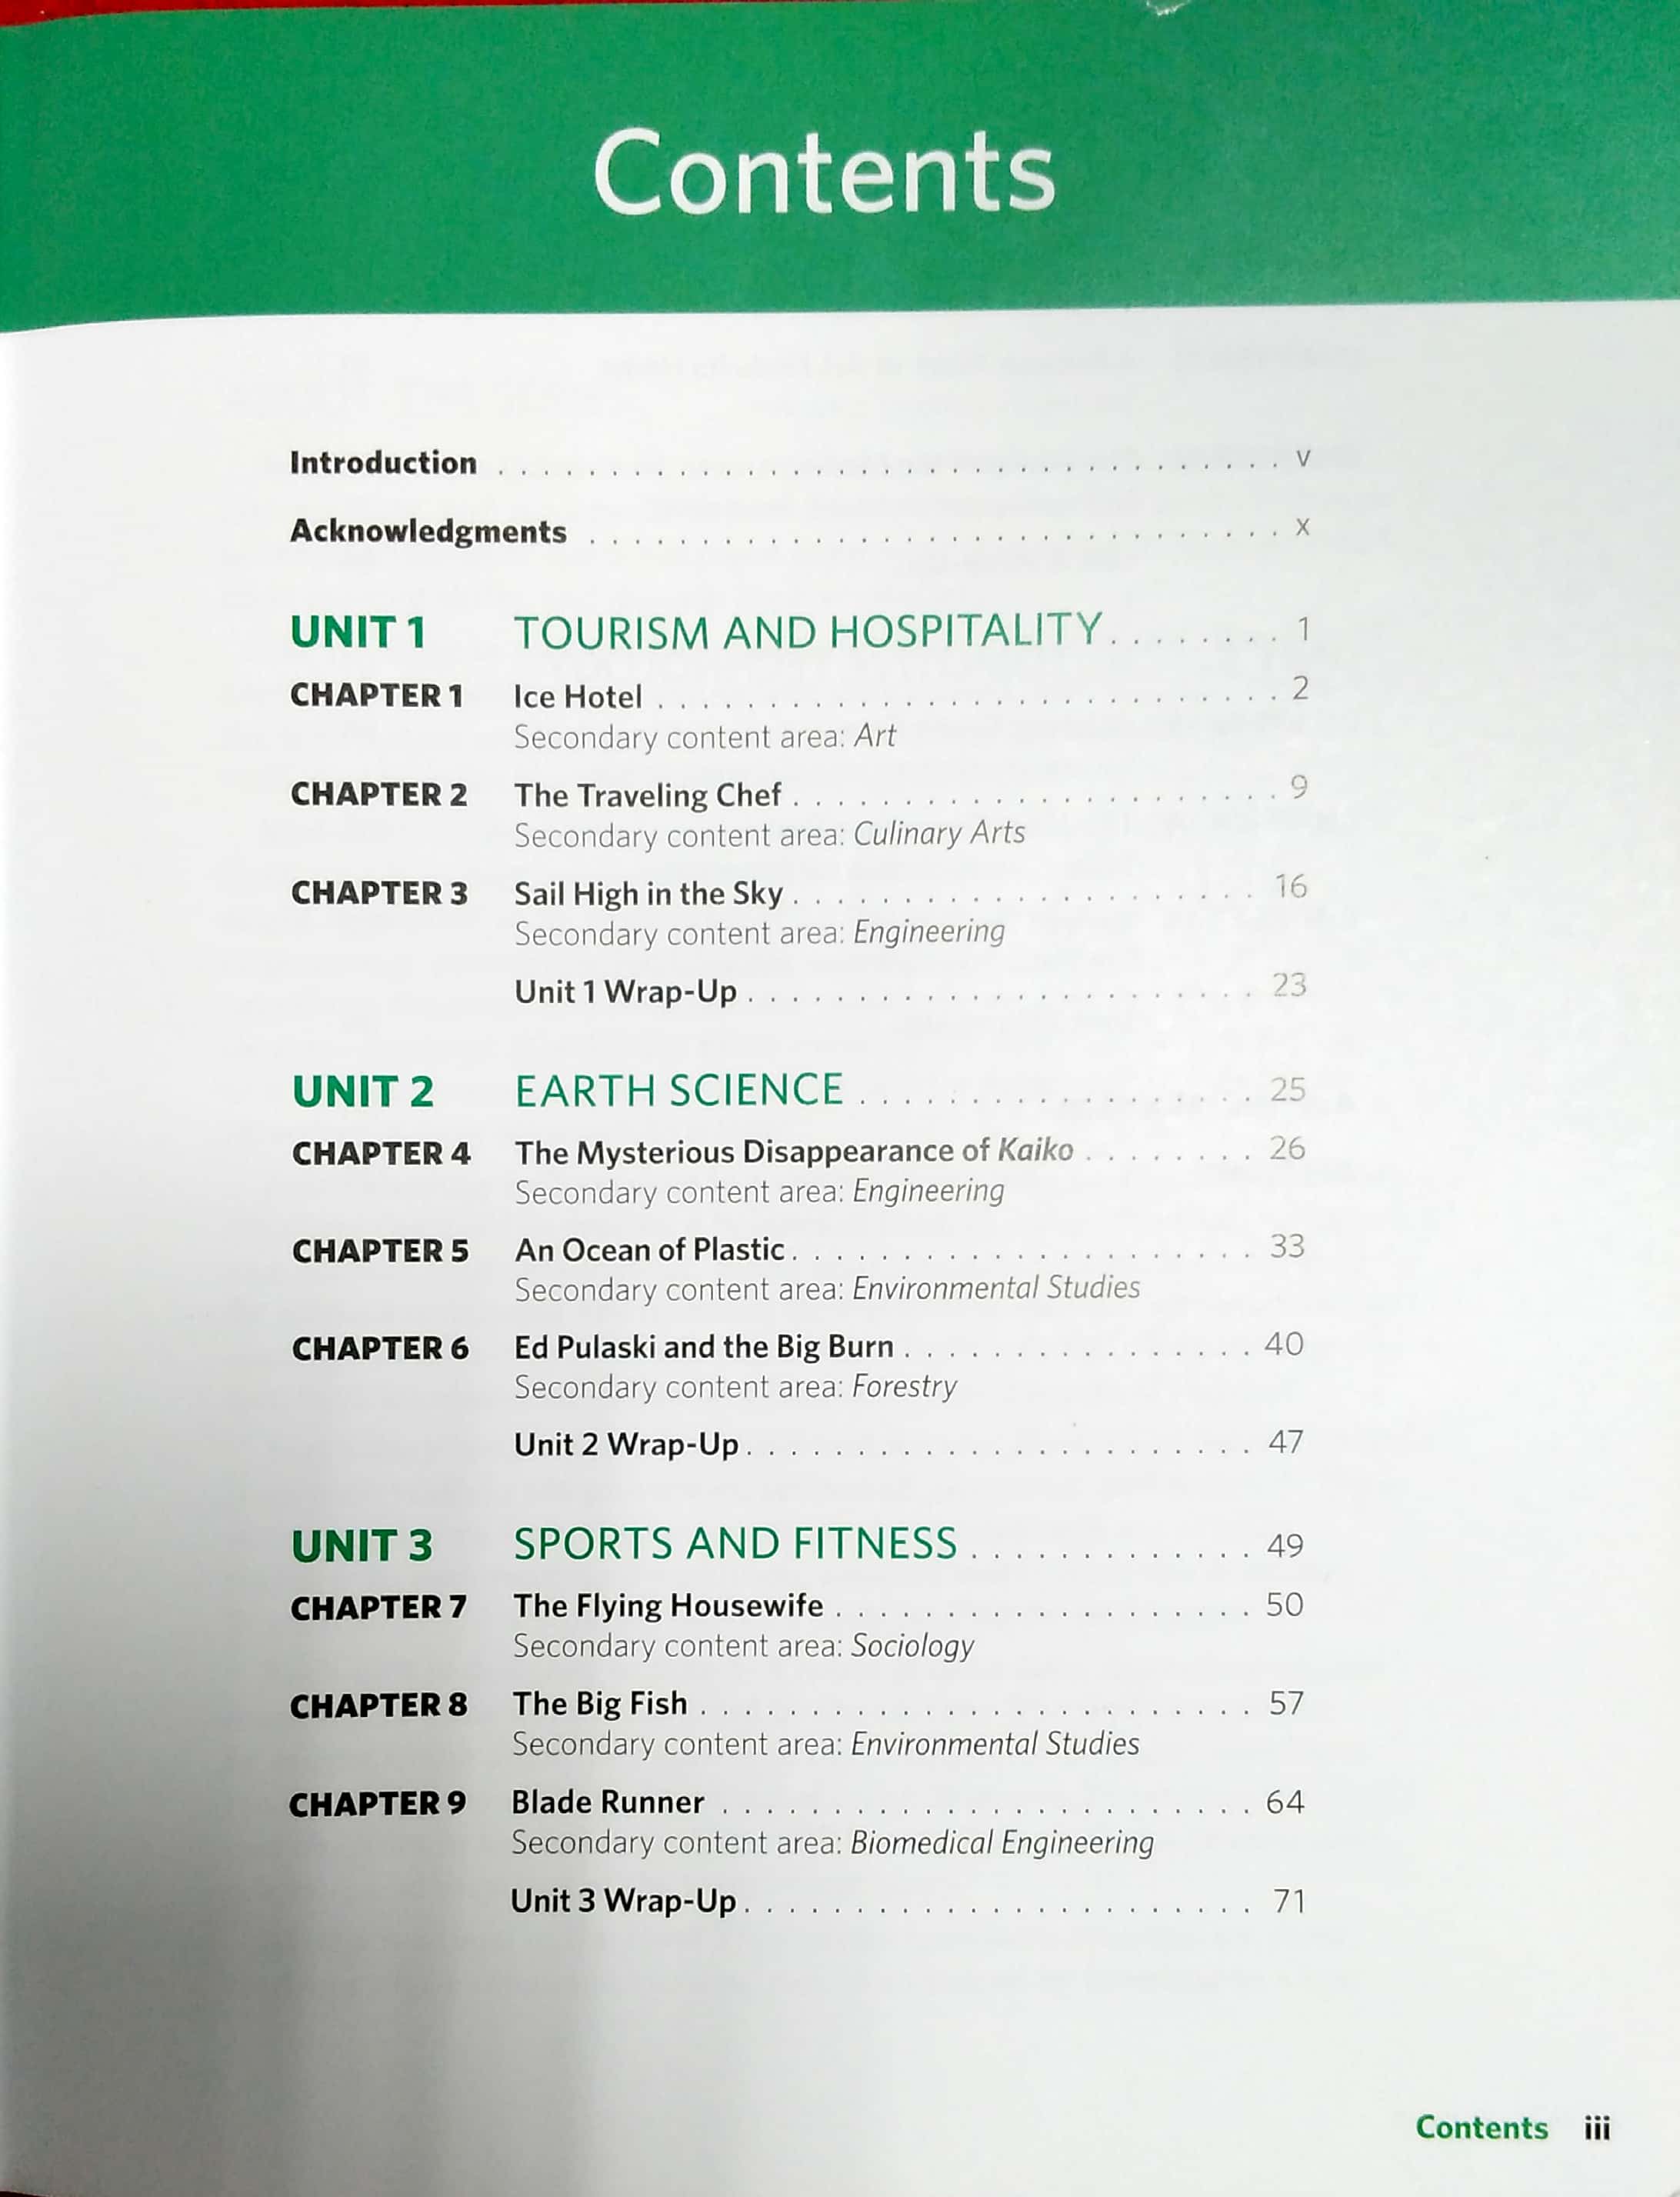 Contents
Introduction . . . . . . . . . . . . . . . . . . . . . . . . . . . . . . . . . . . v
Acknowledgments . . . . . . . . . . . . . . . . . . . . . . . . . . . . . . . x
UNIT 1 TOURISM AND HOSPITALITY . . . . . . . . 1
CHAPTER 1 Ice Hotel . . . . . . . . . . . . . . . . . . . . . . . . . . . . 2
Secondary content area: Art
CHAPTER 2 The Traveling Chef . . . . . . . . . . . . . . . . . . . . . . 9
Secondary content area: Culinary Arts
CHAPTER 3 Sail High in the Sky . . . . . . . . . . . . . . . . . . . . . 16
Secondary content area: Engineering
Unit 1 Wrap-Up . . . . . . . . . . . . . . . . . . . . . . . 23
UNIT 2 EARTH SCIENCE . . . . . . . . . . . . . . . . . . 25
CHAPTER 4 The Mysterious Disappearance of Kaiko . . . . . . . . 26
Secondary content area: Engineering
CHAPTER 5 An Ocean of Plastic . . . . . . . . . . . . . . . . . . . . . 33
Secondary content area: Environmental Studies
CHAPTER 6 Ed Pulaski and the Big Burn . . . . . . . . . . . . . . . . 40
Secondary content area: Forestry
Unit 2 Wrap-Up . . . . . . . . . . . . . . . . . . . . . . . 47
UNIT 3 SPORTS AND FITNESS . . . . . . . . . . . . . 49
CHAPTER 7 The Flying Housewife . . . . . . . . . . . . . . . . . . . 50
Secondary content area: Sociology
CHAPTER 8 The Big Fish . . . . . . . . . . . . . . . . . . . . . . . . . 57
Secondary content area: Environmental Studies
CHAPTER 9 Blade Runner . . . . . . . . . . . . . . . . . . . . . . . . 64
Secondary content area: Biomedical Engineering
Unit 3 Wrap-Up . . . . . . . . . . . . . . . . . . . . . . . 71
Contents iii